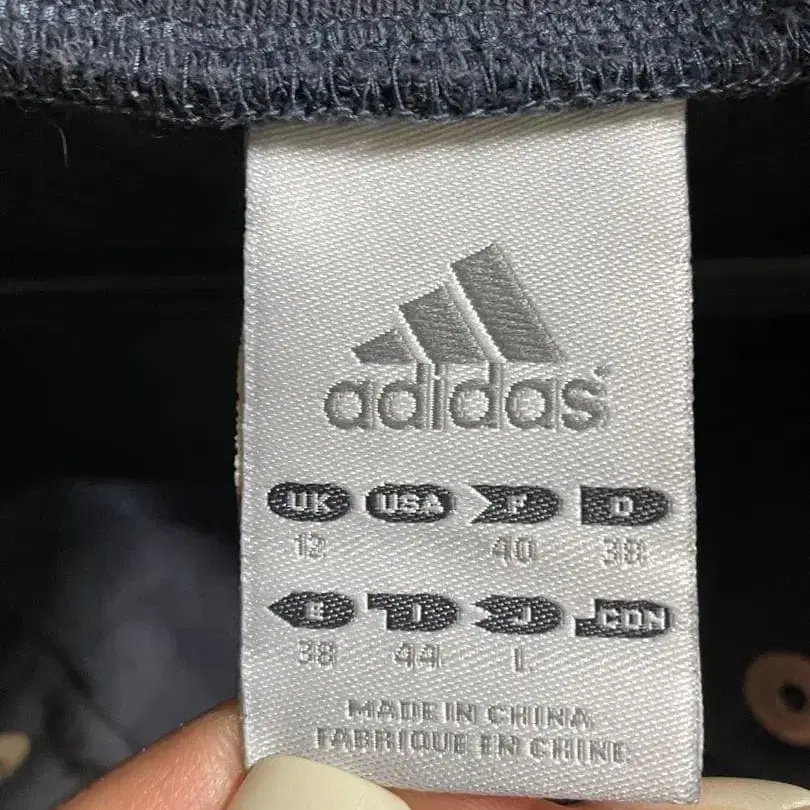 adidas
UK USA F D
12 40 38
E I J CDN
38 44 L
MADE IN CHINA
FABRIQUE EN CHINE